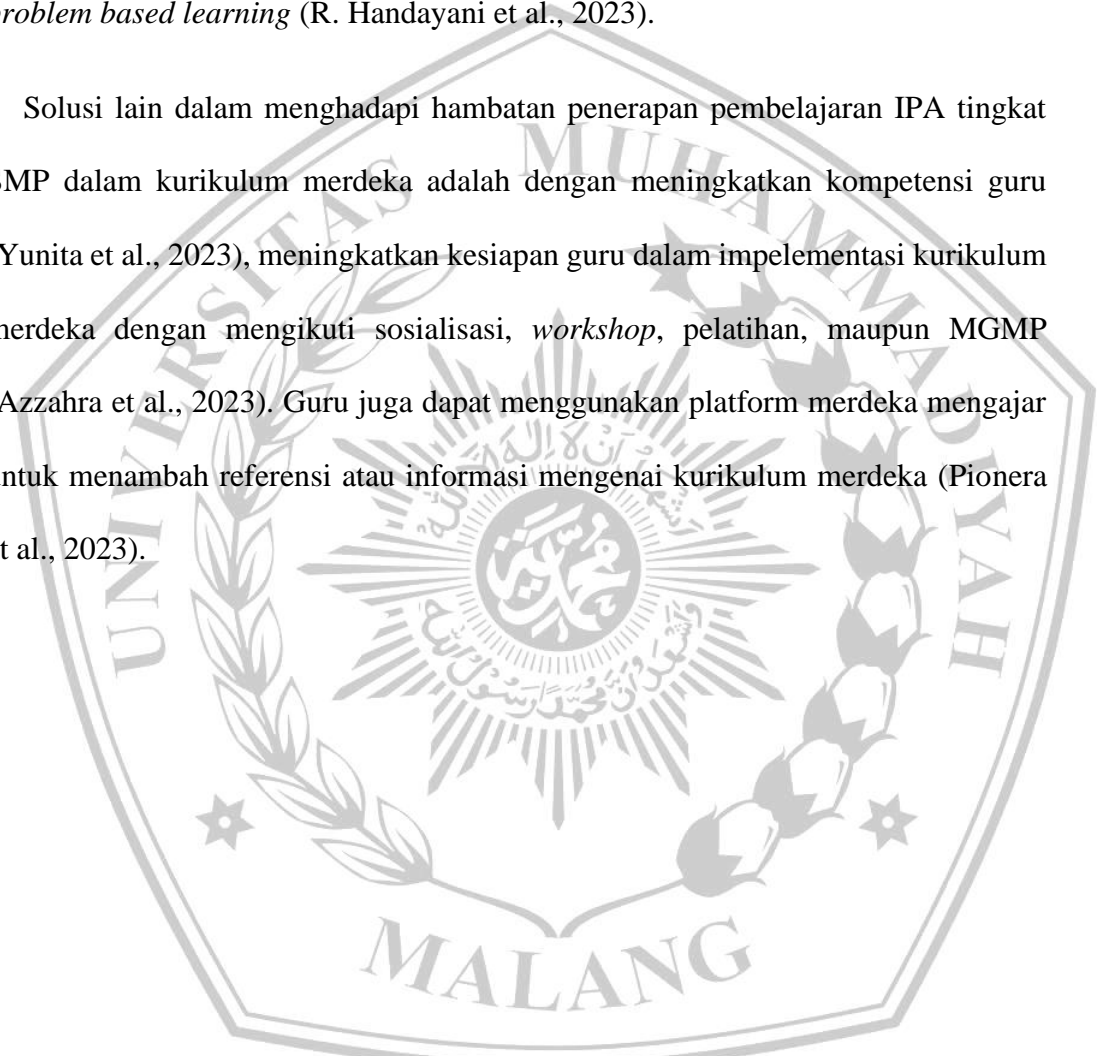 problem based learning (R. Handayani et al., 2023).
Solusi lain dalam menghadapi hambatan penerapan pembelajaran IPA tingkat
SMP dalam kurikulum merdeka adalah dengan meningkatkan kompetensi guru
(Yunita et al., 2023), meningkatkan kesiapan guru dalam impelementasi kurikulum
merdeka dengan mengikuti sosialisasi, workshop, pelatihan, maupun MGMP
(Azzahra et al., 2023). Guru juga dapat menggunakan platform merdeka mengajar
untuk menambah referensi atau informasi mengenai kurikulum merdeka (Pionera
et al., 2023).
UNIVERSITAS MUHAMMADIYAH
MALANG